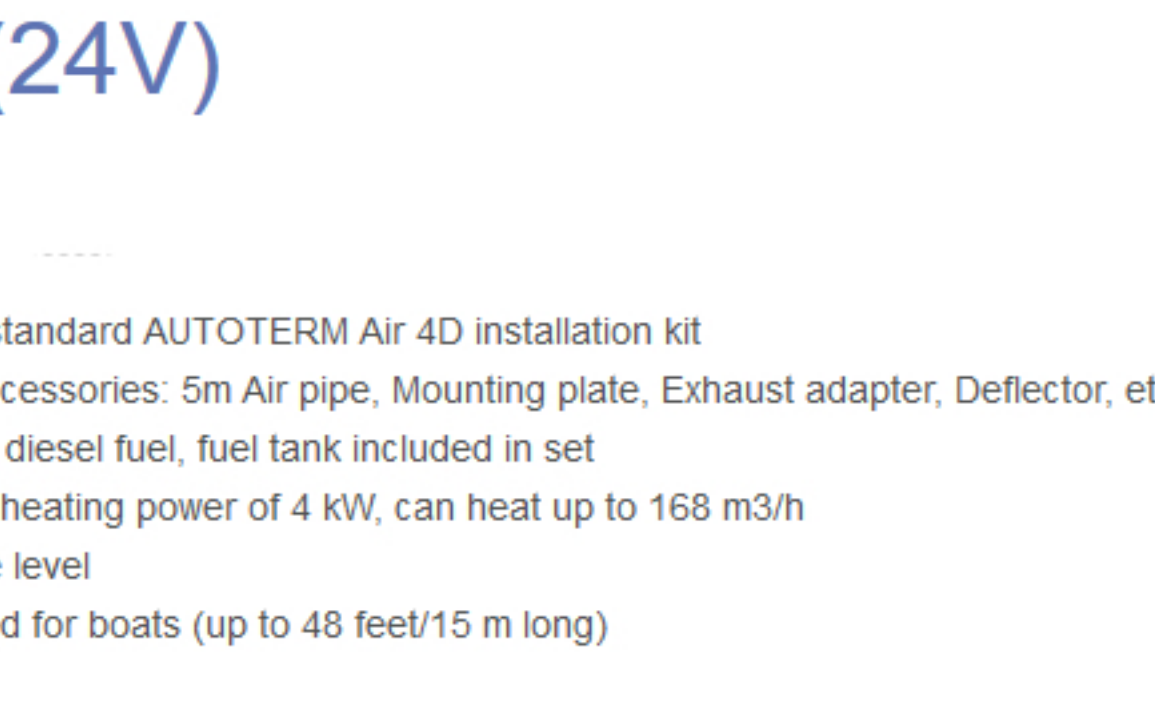 (24V)
standard AUTOTERM Air 4D installation kit
cessories: 5m Air pipe, Mounting plate, Exhaust adapter, Deflector, et
diesel fuel, fuel tank included in set
heating power of 4 kW, can heat up to 168 m3/h
level
d for boats (up to 48 feet/15 m long)